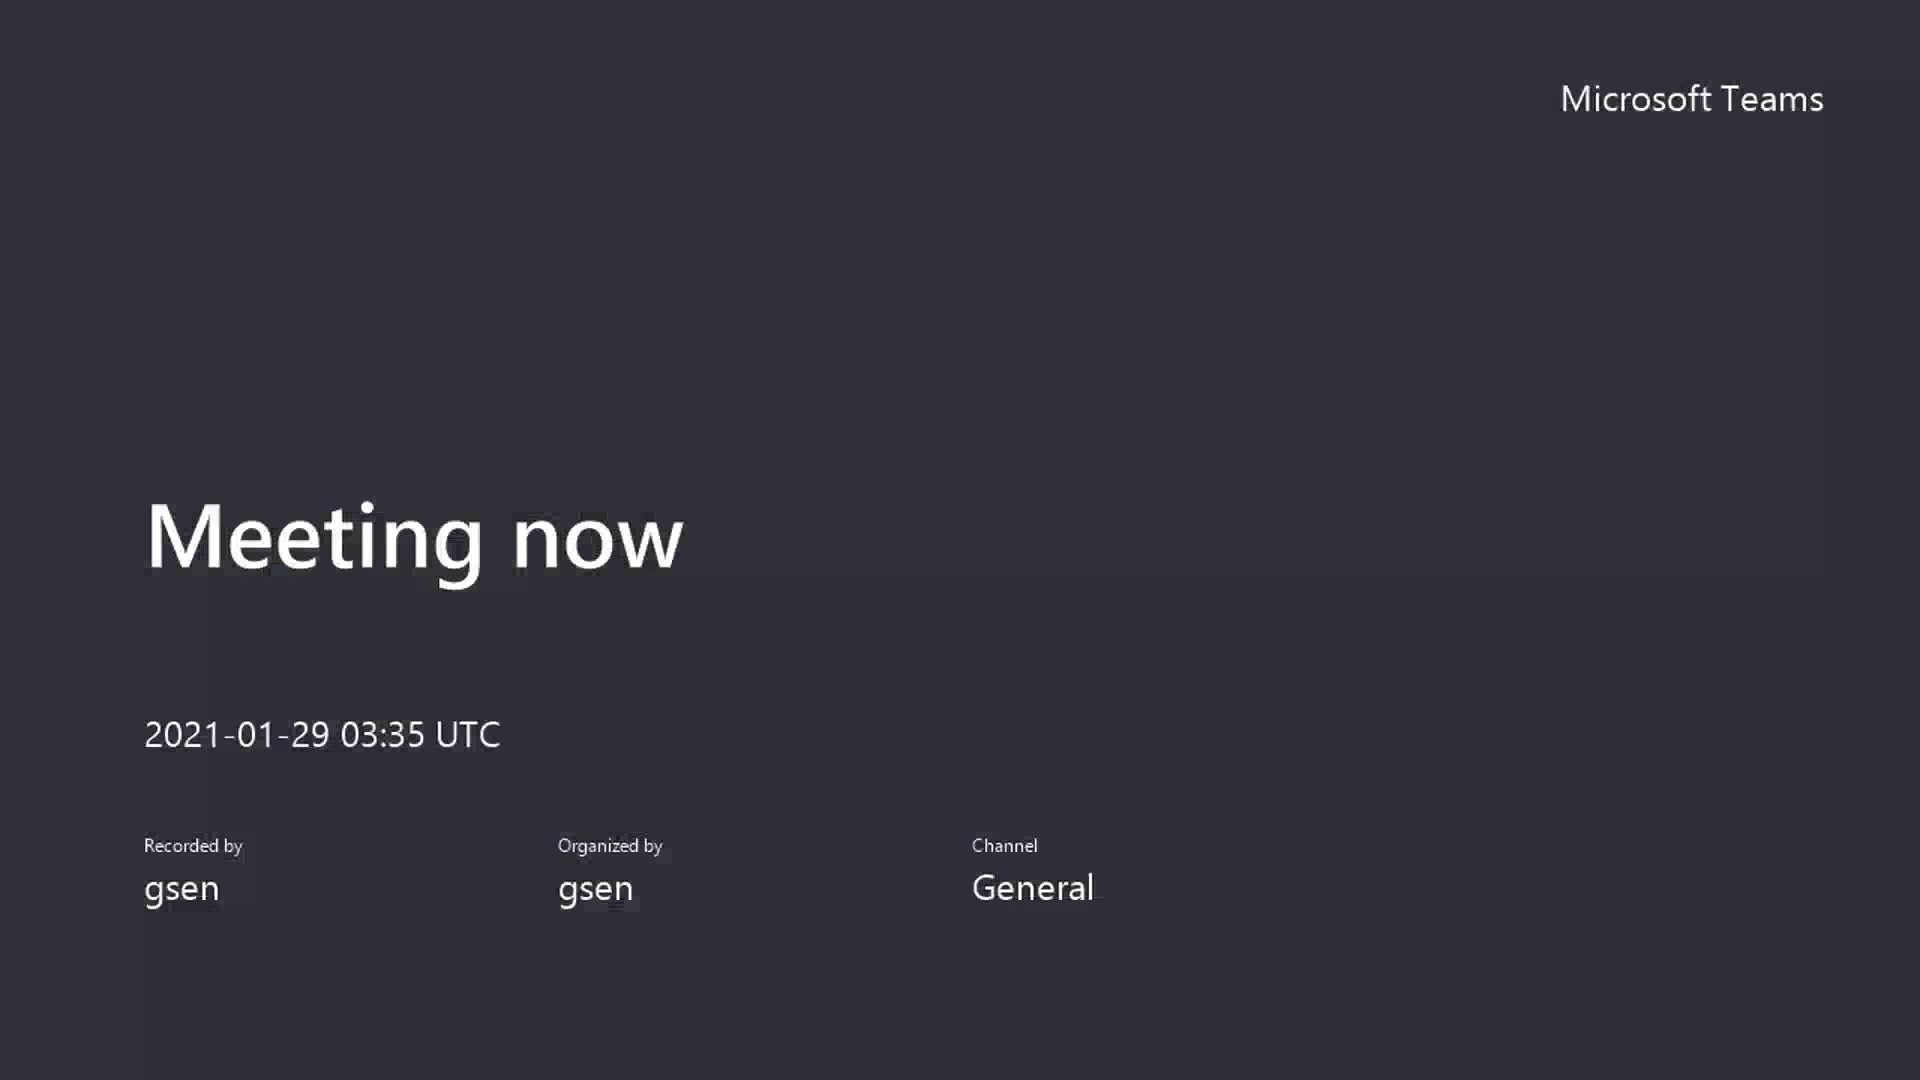 Microsoft Teams
Meeting now
2021-01-29 03:35 UTC
Recorded by
gsen
Organized by
gsen
Channel
General